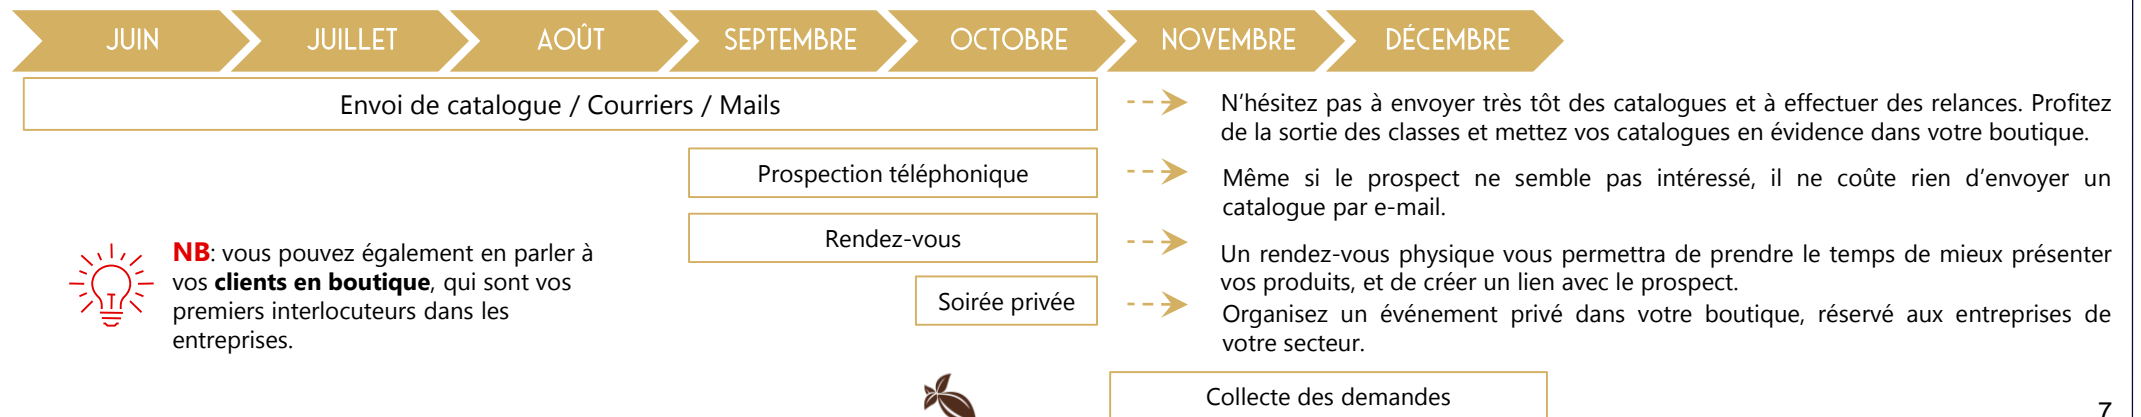 JUIN JUILLET AOÛT SEPTEMBRE OCTOBRE NOVEMBRE DÉCEMBRE
Envoi de catalogue / Courriers / Mails
N’hésitez pas à envoyer très tôt des catalogues et à effectuer des relances. Profitez
de la sortie des classes et mettez vos catalogues en évidence dans votre boutique.
Prospection téléphonique
Même si le prospect ne semble pas intéressé, il ne coûte rien d’envoyer un
catalogue par e-mail.
Rendez-vous
Un rendez-vous physique vous permettra de prendre le temps de mieux présenter
vos produits, et de créer un lien avec le prospect.
NB: vous pouvez également en parler à
vos clients en boutique, qui sont vos
premiers interlocuteurs dans les
entreprises.
Soirée privée
Organisez un événement privé dans votre boutique, réservé aux entreprises de
votre secteur.
Collecte des demandes
7